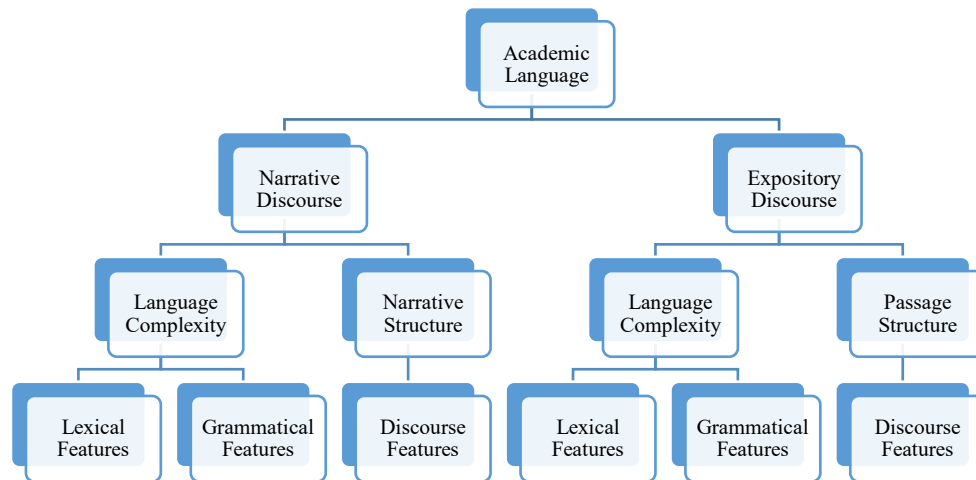 Academic
Language
Narrative
Discourse
Expository
Discourse
Language
Complexity
Narrative
Structure
Language
Complexity
Passage
Structure
Lexical
Features
Grammatical
Features
Discourse
Features
Lexical
Features
Grammatical
Features
Discourse
Features